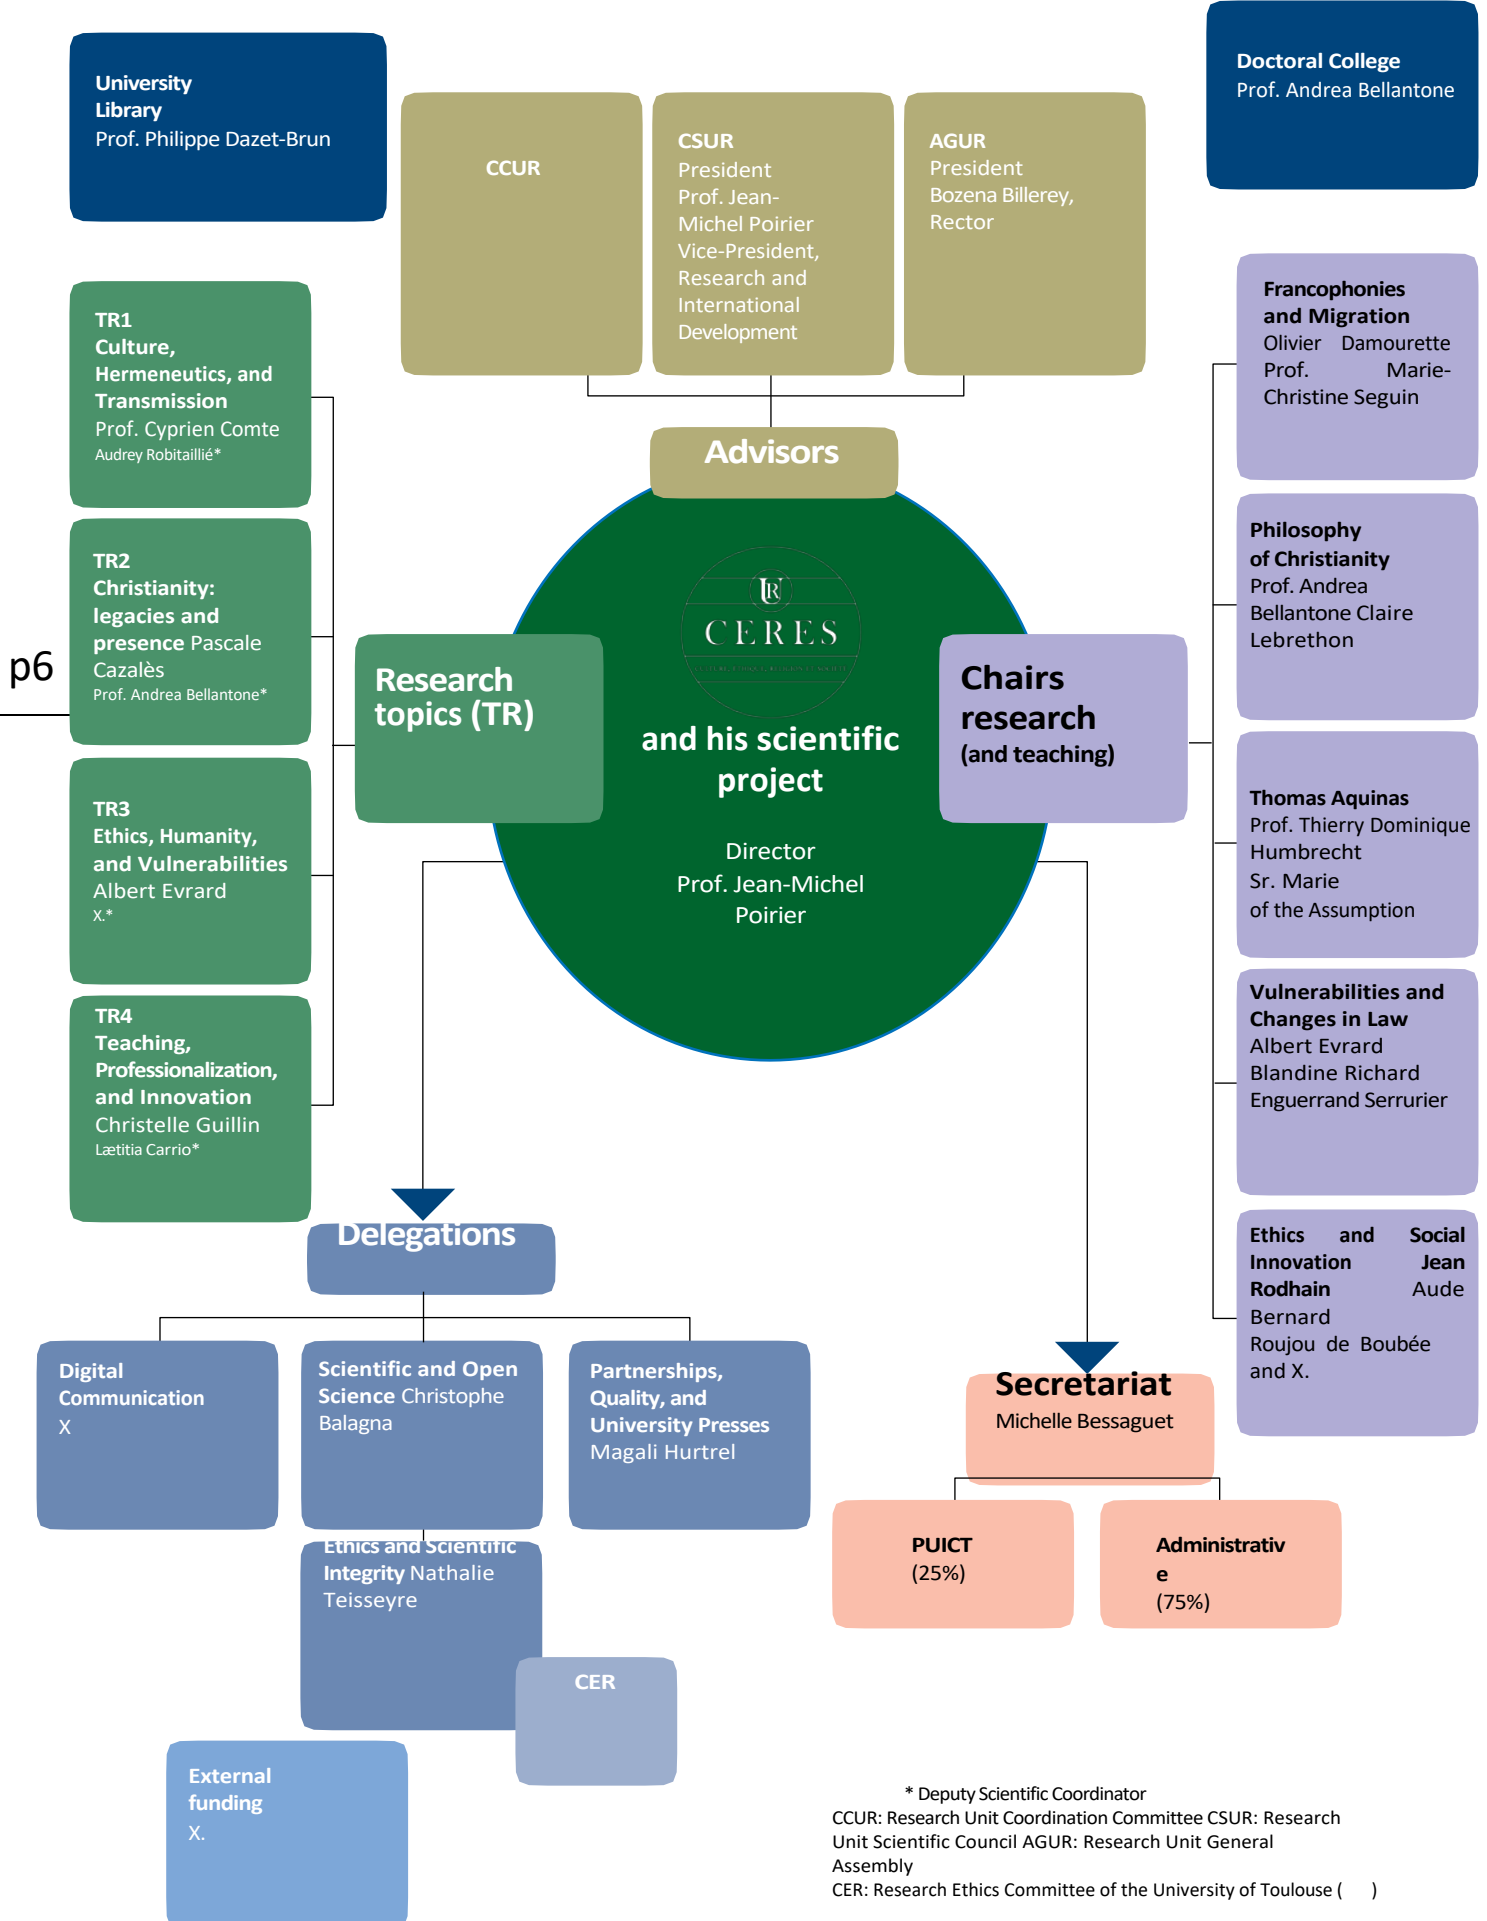 University
Library
Prof. Philippe Dazet-Brun
CCUR
CSUR
President
Prof. Jean-
Michel Poirier
Vice-President,
Research and
International
Development
AGUR
President
Bozena Billerey,
Rector
Doctoral College
Prof. Andrea Bellantone
TR1
Culture,
Hermeneutics, and
Transmission
Prof. Cyprien Comte
Audrey Robitaillié*
TR2
Christianity:
legacies and
presence Pascale
Cazalès
Prof. Andrea Bellantone*
p6
TR3
Ethics, Humanity,
and Vulnerabilities
Albert Evrard
X.*
TR4
Teaching,
Professionalization,
and Innovation
Christelle Guillin
Lætitia Carrio*
Research
topics (TR)
Advisors
UR
CERES
and his scientific
project
Director
Prof. Jean-Michel
Poirier
Chairs
research
(and teaching)
Francophonies
and Migration
Olivier Damourette
Prof. Marie-
Christine Seguin
Philosophy
of Christianity
Prof. Andrea
Bellantone Claire
Lebrethon
Thomas Aquinas
Prof. Thierry Dominique
Humbrecht
Sr. Marie
of the Assumption
Vulnerabilities and
Changes in Law
Albert Evrard
Blandine Richard
Enguerrand Serrurier
Ethics and Social
Innovation Jean
Rodhain Aude
Bernard
Roujou de Boubée
and X.
Delegations
Digital
Communication
X
Scientific and Open
Science Christophe
Balagna
Partnerships,
Quality, and
University Presses
Magali Hurtrel
Ethics and Scientific
Integrity Nathalie
Teisseyre
CER
External
funding
X.
Secretariat
Michelle Bessaguet
PUICT
(25%)
Administrativ
e
(75%)
* Deputy Scientific Coordinator
CCUR: Research Unit Coordination Committee CSUR: Research
Unit Scientific Council AGUR: Research Unit General
Assembly
CER: Research Ethics Committee of the University of Toulouse ( )